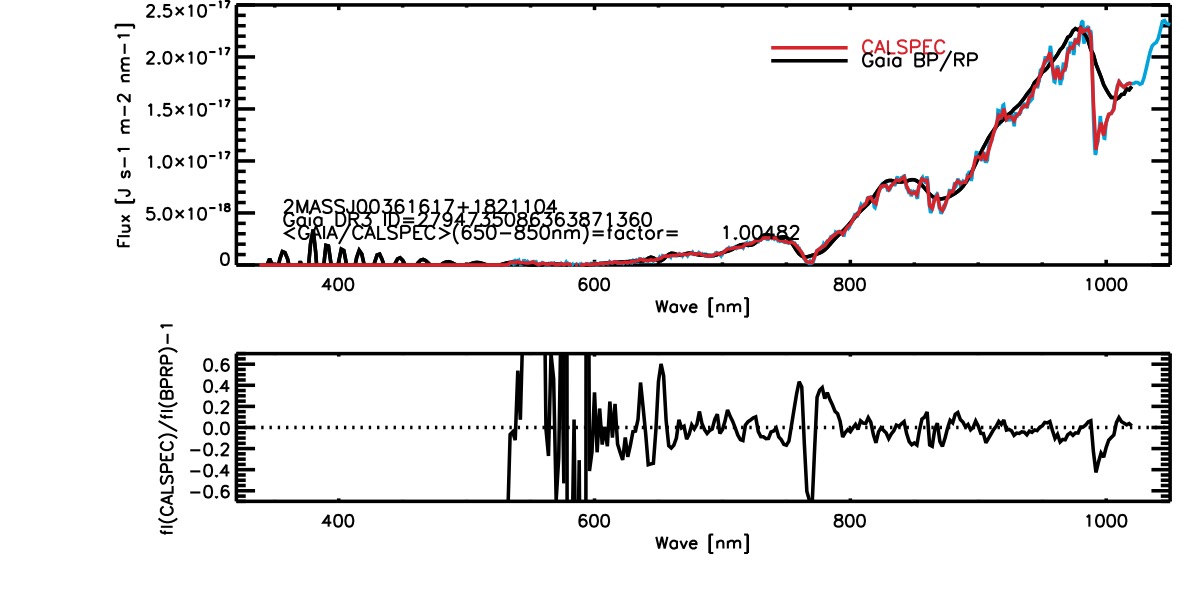 2.5×10−17
2.0×10−17
1.5×10−17
1.0×10−17
5.0×10−18
0
Flux [J s−1 m−2 nm−1]
CALSPEC
Gaia BP/RP
2MASSJ00361617+1821104
Gaia DR3 ID=2794735086363871360
<GAIA/CALSPEC>(650−850nm)=factor= 1.00482
400 600 800 1000
Wave [nm]
fl(CALSPEC)/fl(BPRP)−1
0.6
0.4
0.2
0.0
−0.2
−0.4
−0.6
400 600 800 1000
Wave [nm]